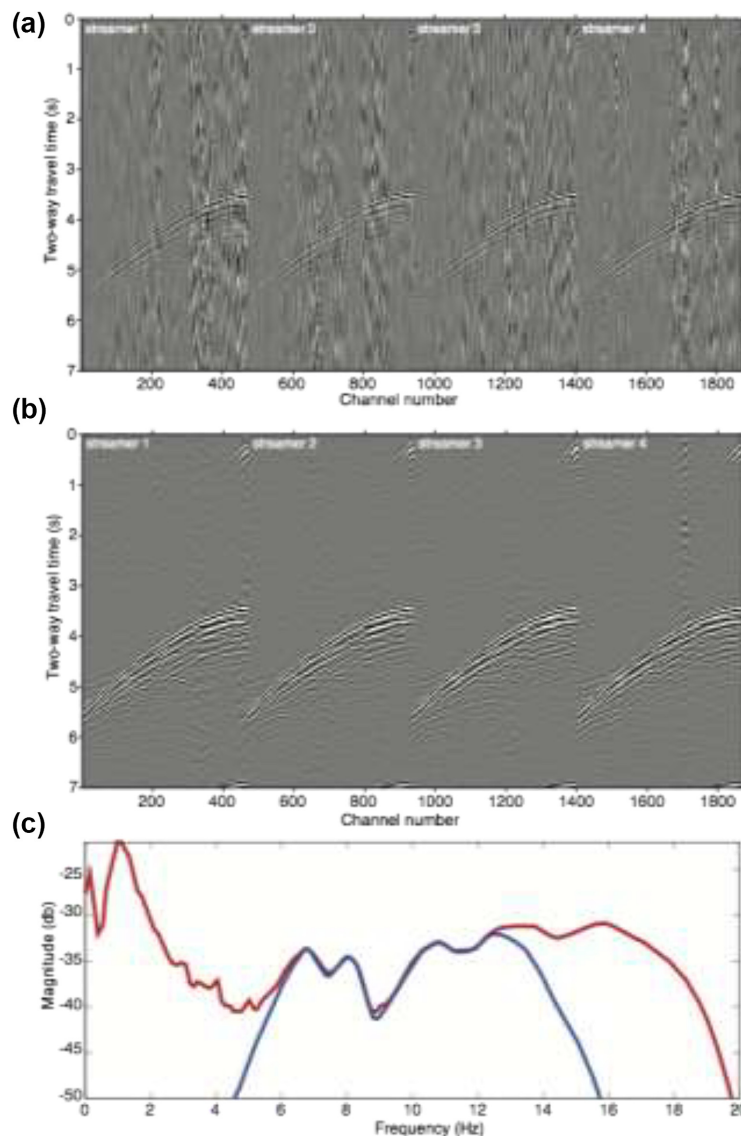 (a)
streamer 1 streamer 2 streamer 3 streamer 4
0
1
2
3
4
5
6
7
Two-way travel time (s)
200 400 600 800 1000 1200 1400 1600 1800
Channel number
(b)
streamer 1 streamer 2 streamer 3 streamer 4
0
1
2
3
4
5
6
7
Two-way travel time (s)
200 400 600 800 1000 1200 1400 1600 1800
Channel number
(c)
-25
-30
-35
-40
-45
-50
Magnitude (db)
0 2 4 6 8 10 12 14 16 18 20
Frequency (Hz)